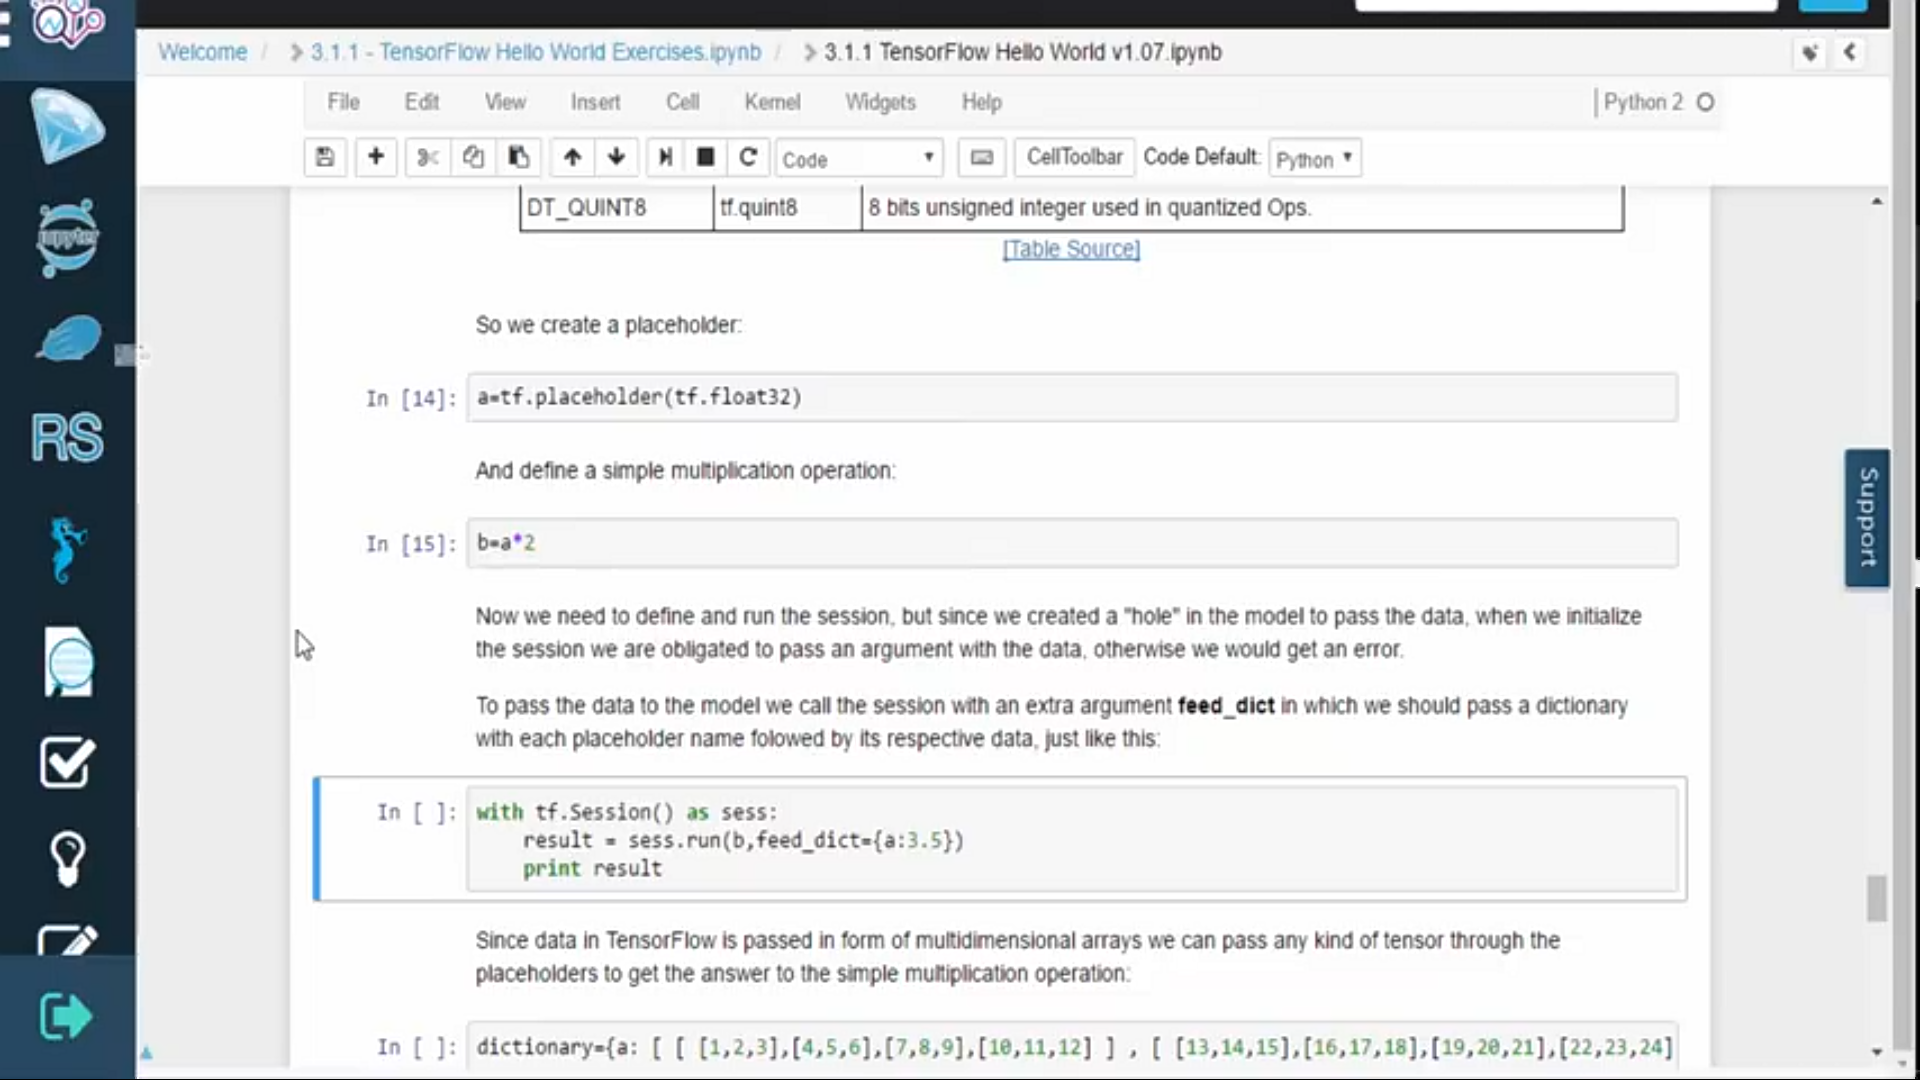 Welcome / > 3.1.1 - TensorFlow Hello World Exercises.ipynb / > 3.1.1 TensorFlow Hello World v1.07.ipynb
File Edit View Insert Cell Kernel Widgets Help Python 2
Code CellToolbar Code Default: Python
DT_QUINT8 tf.quint8 8 bits unsigned integer used in quantized Ops.
[Table Source]
So we create a placeholder:
In [14]: a=tf.placeholder(tf.float32)
And define a simple multiplication operation:
In [15]: b=a*2
Now we need to define and run the session, but since we created a "hole" in the model to pass the data, when we initialize
the session we are obligated to pass an argument with the data, otherwise we would get an error.
To pass the data to the model we call the session with an extra argument feed_dict in which we should pass a dictionary
with each placeholder name folowed by its respective data, just like this:
In [ ]: with tf.Session() as sess:
result = sess.run(b,feed_dict={a:3.5})
print result
Since data in TensorFlow is passed in form of multidimensional arrays we can pass any kind of tensor through the
placeholders to get the answer to the simple multiplication operation:
In [ ]: dictionary={a: [ [ [1,2,3],[4,5,6],[7,8,9],[10,11,12] ] , [ [13,14,15],[16,17,18],[19,20,21],[22,23,24]
jupyter
RS
Support